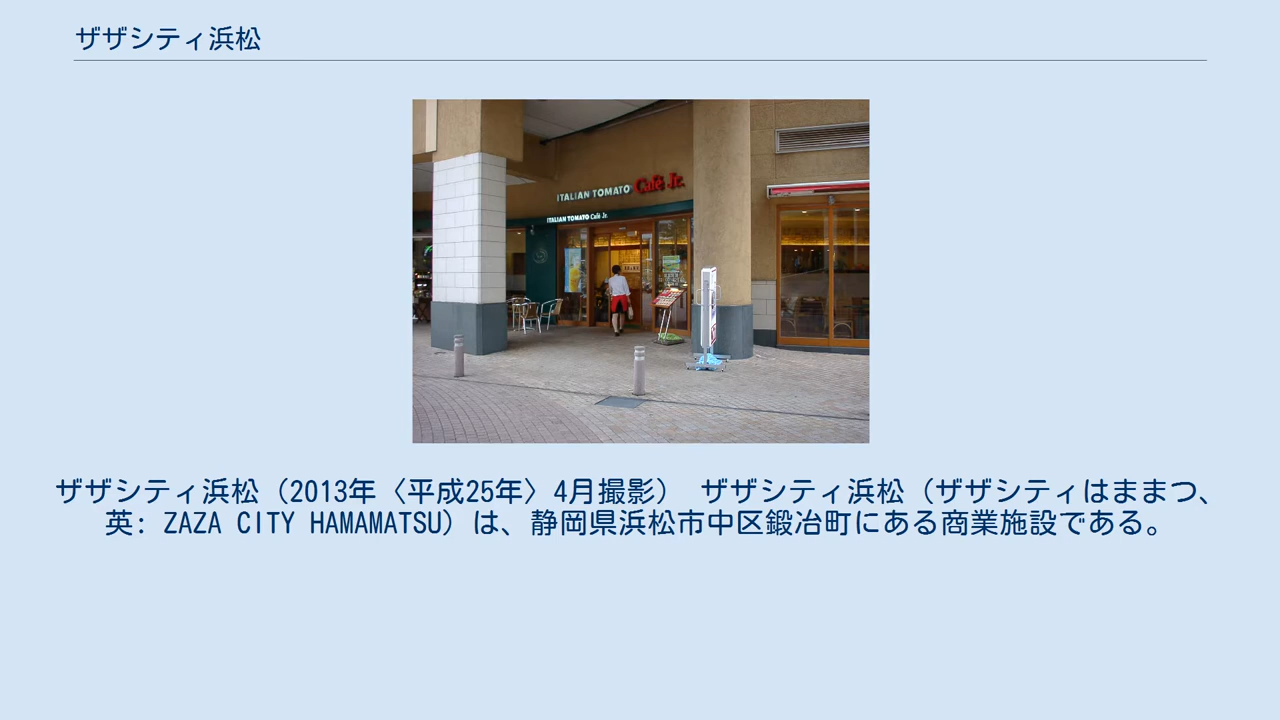 ザザシティ浜松
ITALIAN TOMATO Café Jr.
ITALIAN TOMATO Café Jr.
ザザシティ浜松（2013年〈平成25年〉4月撮影） ザザシティ浜松（ザザシティはままつ、
英: ZAZA CITY HAMAMATSU）は、静岡県浜松市中区鍛冶町にある商業施設である。